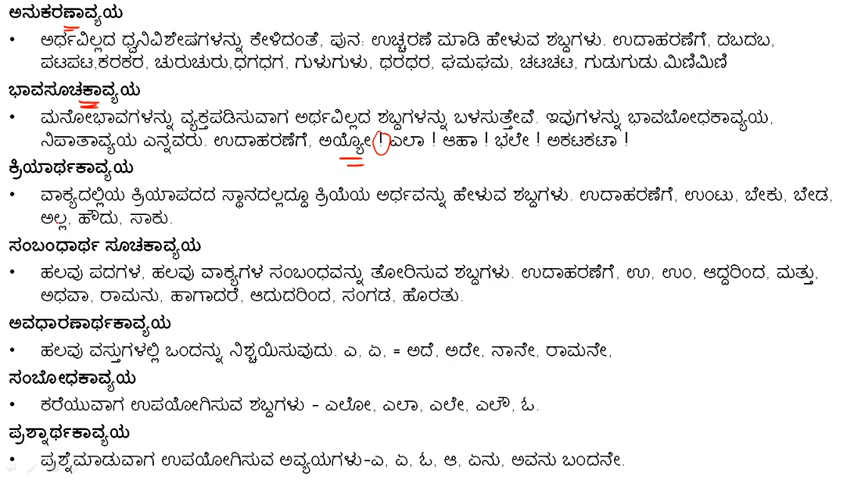 ಅನುಕರಣಾವ್ಯಯ
• ಅರ್ಥವಿಲ್ಲದ ಧ್ವನಿವಿಶೇಷಗಳನ್ನು ಕೇಳಿದಂತೆ, ಪುನಃ ಉಚ್ಚರಣೆ ಮಾಡಿ ಹೇಳುವ ಶಬ್ದಗಳು. ಉದಾಹರಣೆಗೆ, ದಬದಬ,
ಪಟಪಟ,ಕರಕರ, ಚುರುಚುರು,ಧಗಧಗ, ಗುಳುಗುಳು, ಥರಥರ, ಘಮಘಮ, ಚಟಚಟ, ಗುಡುಗುಡು.ಮಿಣಿಮಿಣಿ
ಭಾವಸೂಚಕಾವ್ಯಯ
• ಮನೋಭಾವಗಳನ್ನು ವ್ಯಕ್ತಪಡಿಸುವಾಗ ಅರ್ಥವಿಲ್ಲದ ಶಬ್ದಗಳನ್ನು ಬಳಸುತ್ತೇವೆ. ಇವುಗಳನ್ನು ಭಾವಬೋಧಕಾವ್ಯಯ,
ನಿಪಾತಾವ್ಯಯ ಎನ್ನವರು. ಉದಾಹರಣೆಗೆ, ಅಯ್ಯೋ ! ಎಲಾ ! ಆಹಾ ! ಭಲೇ ! ಅಕಟಕಟಾ !
ಕ್ರಿಯಾರ್ಥಕಾವ್ಯಯ
• ವಾಕ್ಯದಲ್ಲಿಯ ಕ್ರಿಯಾಪದದ ಸ್ಥಾನದಲ್ಲದ್ದೂ ಕ್ರಿಯೆಯ ಅರ್ಥವನ್ನು ಹೇಳುವ ಶಬ್ದಗಳು. ಉದಾಹರಣೆಗೆ, ಉಂಟು, ಬೇಕು, ಬೇಡ,
ಅಲ್ಲ, ಹೌದು, ಸಾಕು.
ಸಂಬಂಧಾರ್ಥ ಸೂಚಕಾವ್ಯಯ
• ಹಲವು ಪದಗಳ, ಹಲವು ವಾಕ್ಯಗಳ ಸಂಬಂಧವನ್ನು ತೋರಿಸುವ ಶಬ್ದಗಳು. ಉದಾಹರಣೆಗೆ, ಊ, ಉಂ, ಆದ್ದರಿಂದ, ಮತ್ತು,
ಅಥವಾ, ರಾಮನು, ಹಾಗಾದರೆ, ಆದುದರಿಂದ, ಸಂಗಡ, ಹೊರತು.
ಅವಧಾರಣಾರ್ಥಕಾವ್ಯಯ
• ಹಲವು ವಸ್ತುಗಳಲ್ಲಿ ಒಂದನ್ನು ನಿಶ್ಚಯಿಸುವುದು. ಎ, ಏ, = ಅದೆ, ಅದೇ, ನಾನೇ, ರಾಮನೇ,
ಸಂಬೋಧಕಾವ್ಯಯ
• ಕರೆಯುವಾಗ ಉಪಯೋಗಿಸುವ ಶಬ್ದಗಳು – ಎಲೋ, ಎಲಾ, ಎಲೇ, ಎಲೌ, ಓ.
ಪ್ರಶ್ನಾರ್ಥಕಾವ್ಯಯ
• ಪ್ರಶ್ನೆಮಾಡುವಾಗ ಉಪಯೋಗಿಸುವ ಅವ್ಯಯಗಳು-ಎ, ಏ, ಓ, ಆ, ಏನು, ಅವನು ಬಂದನೇ.